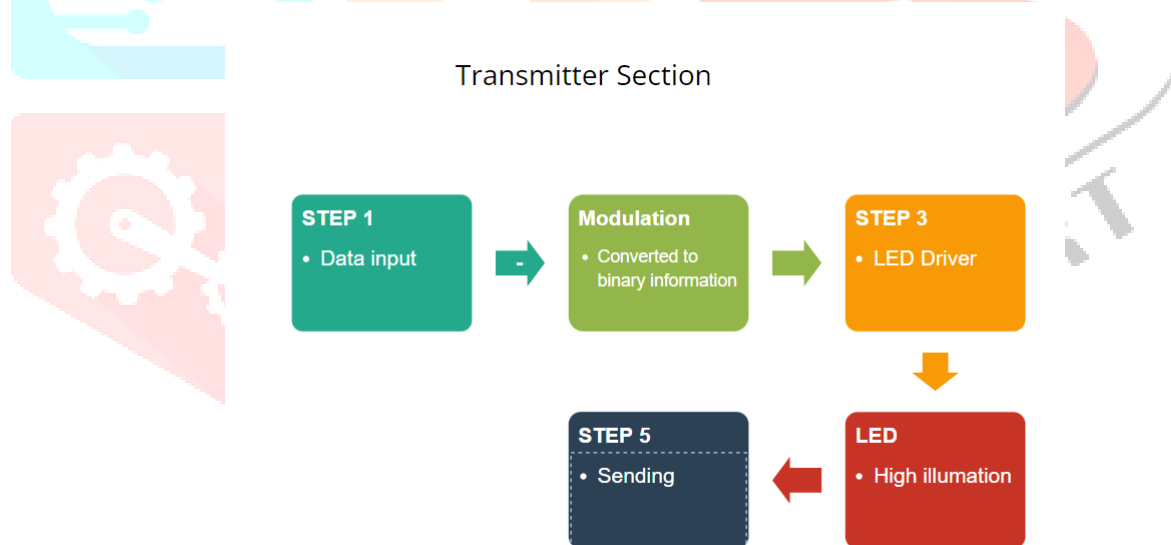 Transmitter Section
STEP 1
• Data input
-
Modulation
• Converted to
binary information
STEP 3
• LED Driver
LED
• High illumation
STEP 5
• Sending